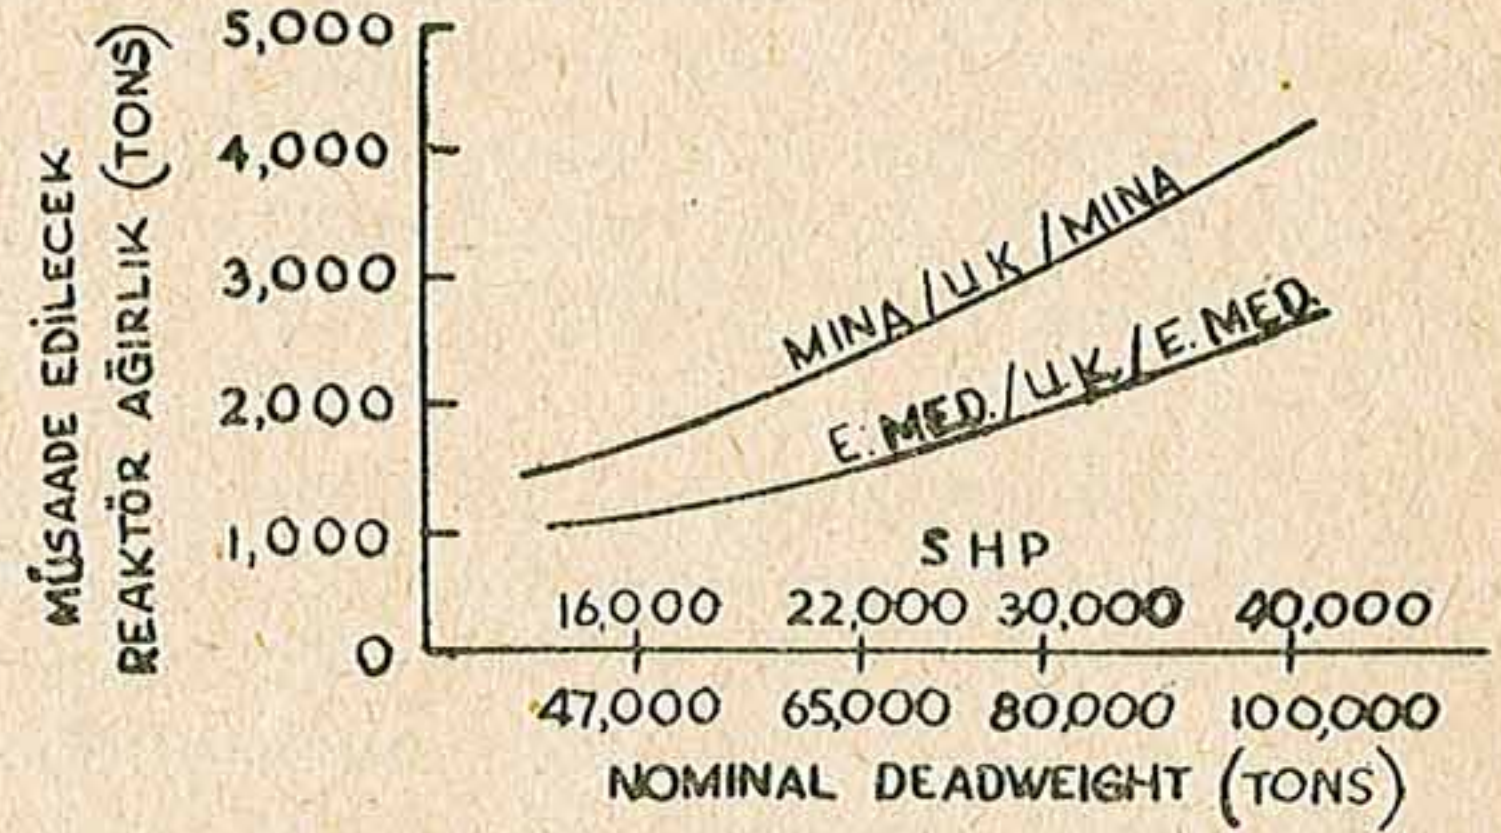 MÜSAADE EDİLECEK
REAKTÖR AĞIRLIK (TONS)
5,000
4,000
3,000
2,000
1,000
0
MINA/UK/MINA
E.MED./UK/E.MED.
SHP
16,000 22,000 30,000 40,000
47,000 65,000 80,000 100,000
NOMINAL DEADWEIGHT (TONS)